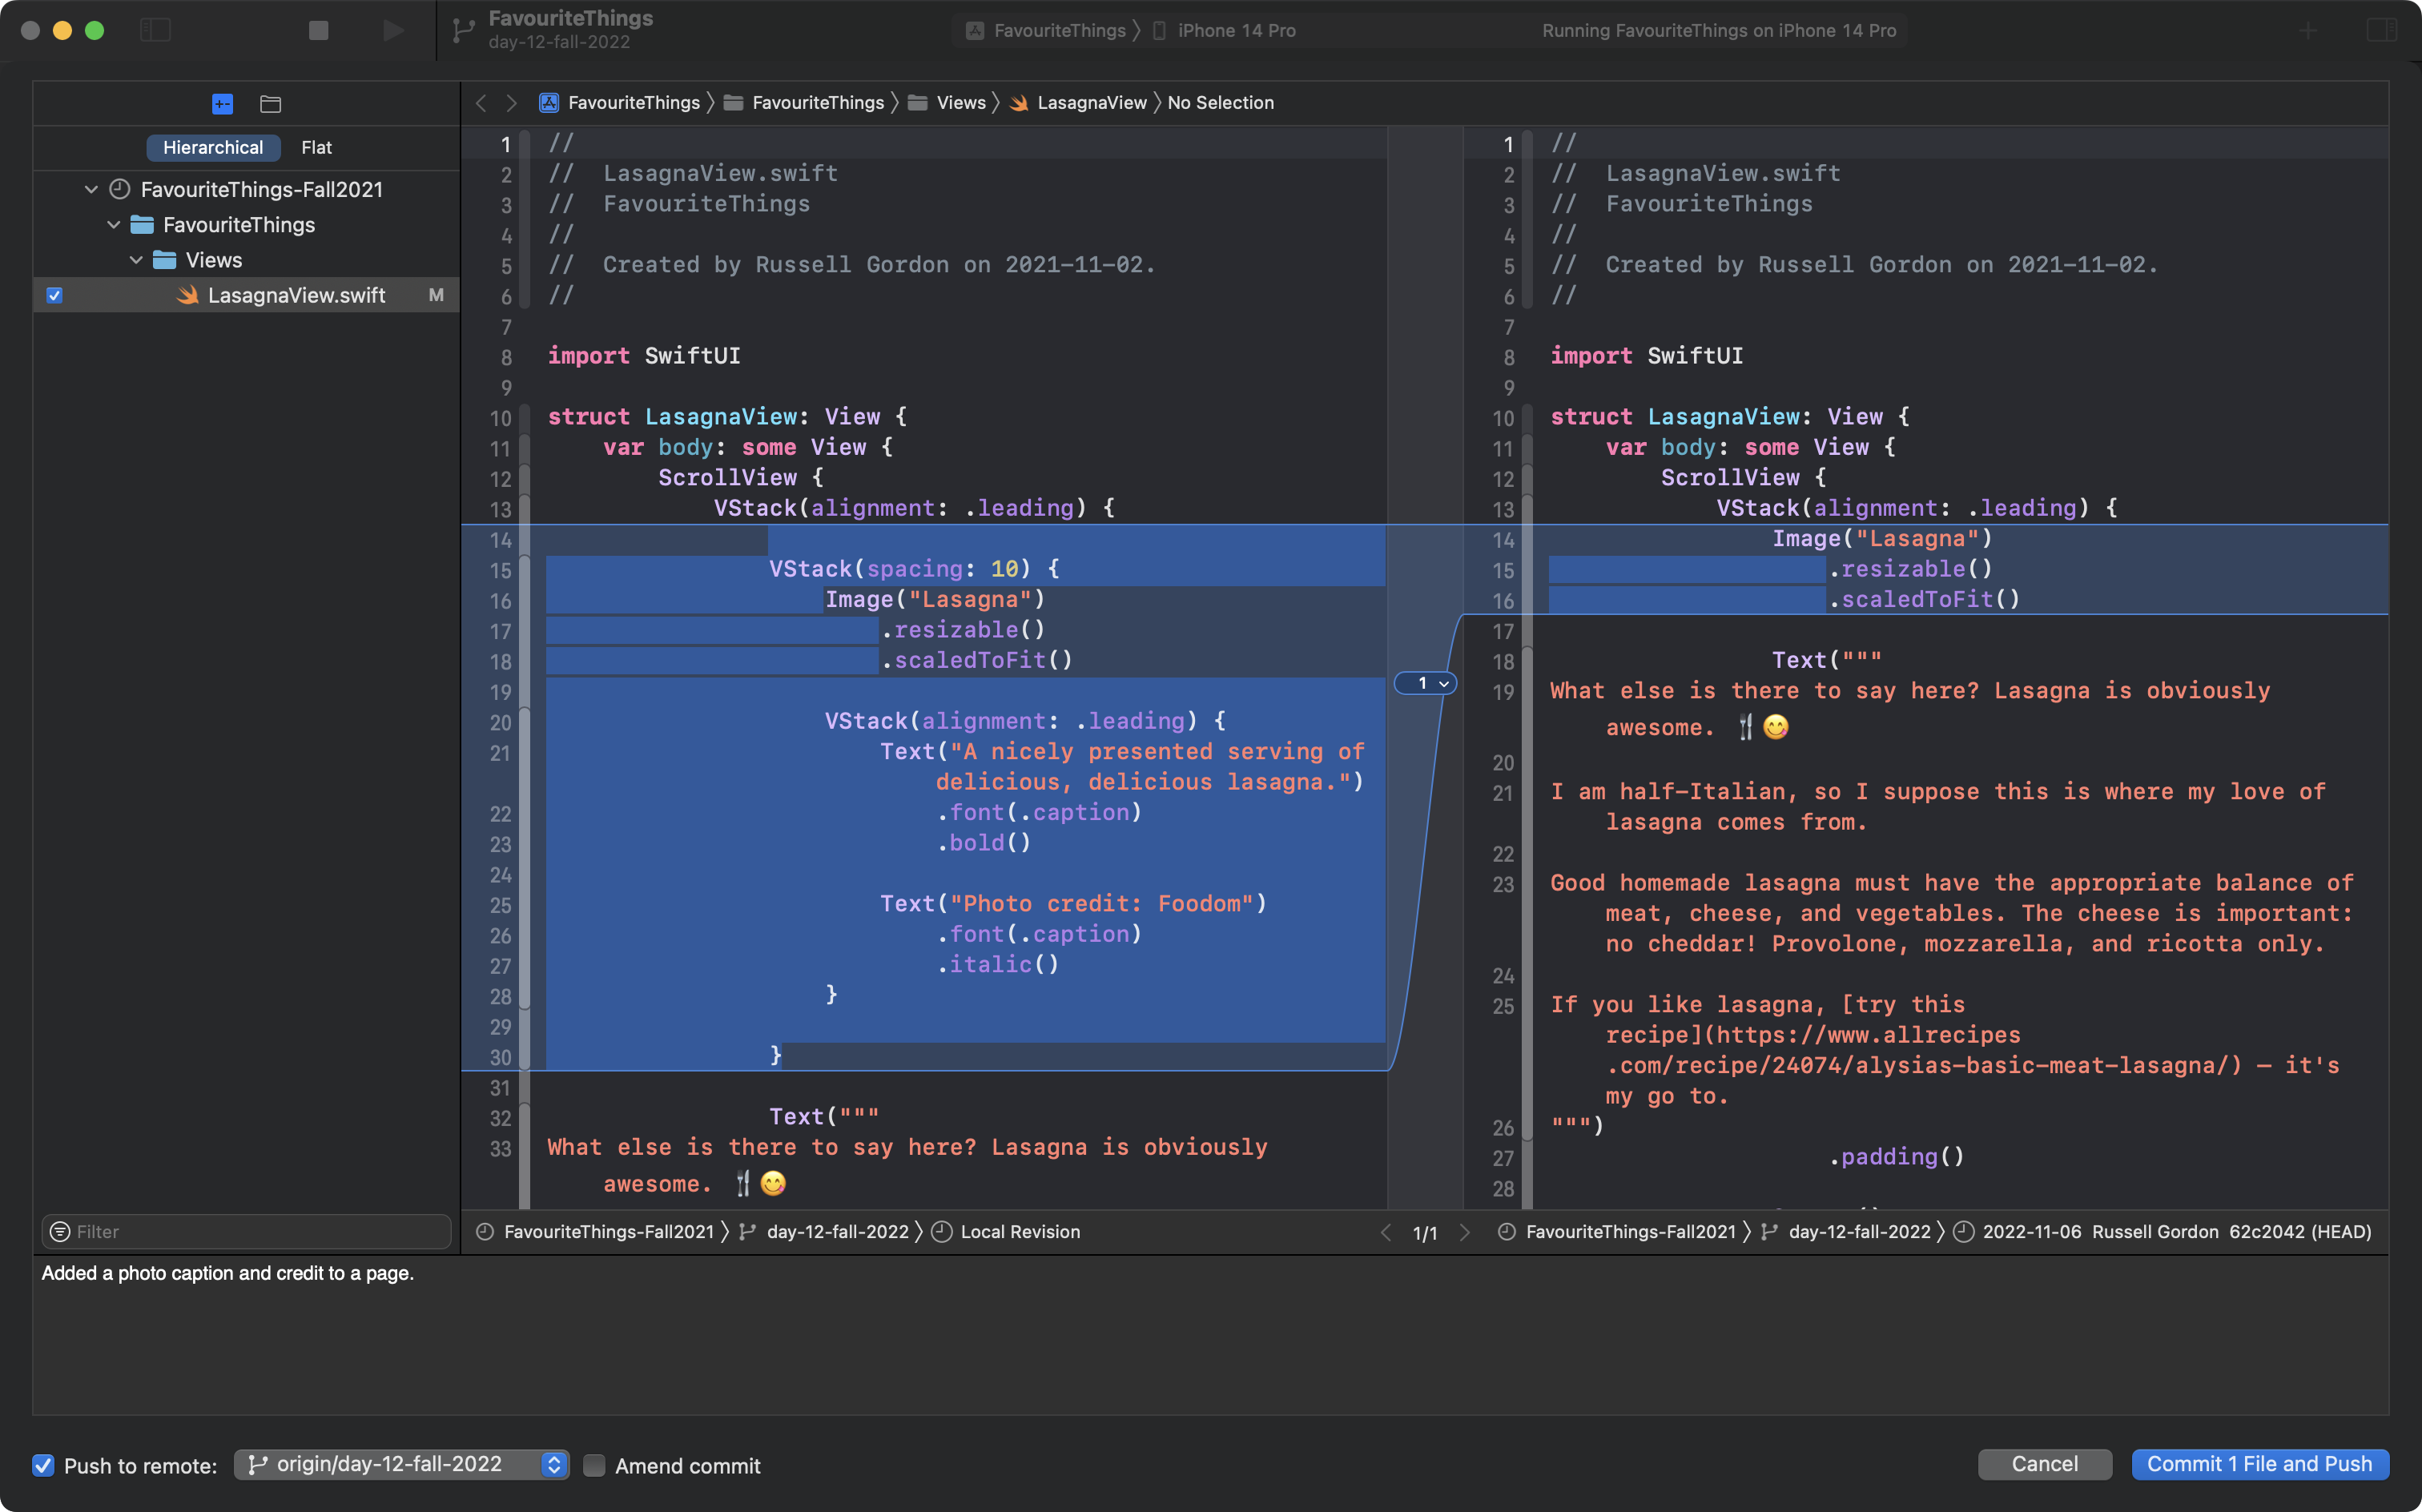 FavouriteThings
day-12-fall-2022
FavouriteThings
iPhone 14 Pro
Running FavouriteThings on iPhone 14 Pro
FavouriteThings
FavouriteThings
Views
LasagnaView
No Selection
Hierarchical
Flat
FavouriteThings-Fall2021
FavouriteThings
Views
LasagnaView.swift M
1 //
2 // LasagnaView.swift
3 // FavouriteThings
4 //
5 // Created by Russell Gordon on 2021-11-02.
6 //
7
8 import SwiftUI
9
10 struct LasagnaView: View {
11 var body: some View {
12 ScrollView {
13 VStack(alignment: .leading) {
14
15 VStack(spacing: 10) {
16 Image("Lasagna")
17 .resizable()
18 .scaledToFit()
19
20 VStack(alignment: .leading) {
21 Text("A nicely presented serving of
delicious, delicious lasagna.")
22 .font(.caption)
23 .bold()
24
25 Text("Photo credit: Foodom")
26 .font(.caption)
27 .italic()
28 }
29
30 }
31
32 Text("""
33 What else is there to say here? Lasagna is obviously
awesome. 🍴😋
1
1 //
2 // LasagnaView.swift
3 // FavouriteThings
4 //
5 // Created by Russell Gordon on 2021-11-02.
6 //
7
8 import SwiftUI
9
10 struct LasagnaView: View {
11 var body: some View {
12 ScrollView {
13 VStack(alignment: .leading) {
14 Image("Lasagna")
15 .resizable()
16 .scaledToFit()
17
18 Text("""
19 What else is there to say here? Lasagna is obviously
awesome. 🍴😋
20
21 I am half-Italian, so I suppose this is where my love of
lasagna comes from.
22
23 Good homemade lasagna must have the appropriate balance of
meat, cheese, and vegetables. The cheese is important:
no cheddar! Provolone, mozzarella, and ricotta only.
24
25 If you like lasagna, [try this
recipe](https://www.allrecipes
.com/recipe/24074/alysias-basic-meat-lasagna/) — it's
my go to.
26 """)
27 .padding()
28
Filter
FavouriteThings-Fall2021
day-12-fall-2022
Local Revision
1/1
FavouriteThings-Fall2021
day-12-fall-2022
2022-11-06 Russell Gordon 62c2042 (HEAD)
Added a photo caption and credit to a page.
Push to remote:
origin/day-12-fall-2022
Amend commit
Cancel
Commit 1 File and Push